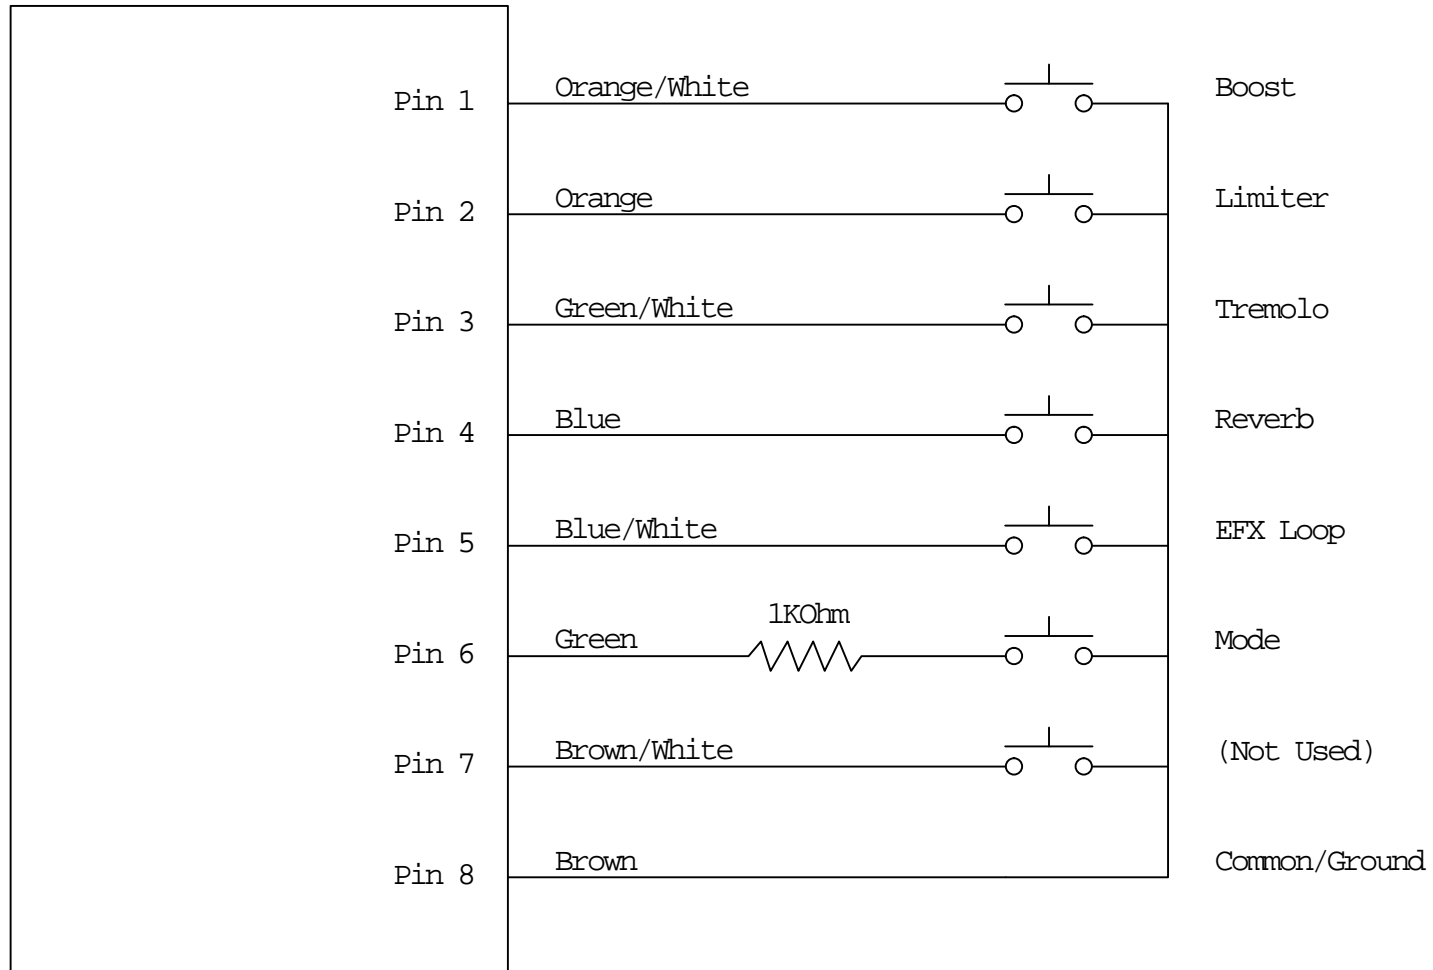 Pin 1 Orange/White Boost
Pin 2 Orange Limiter
Pin 3 Green/White Tremolo
Pin 4 Blue Reverb
Pin 5 Blue/White EFX Loop
1KOhm
Pin 6 Green Mode
Pin 7 Brown/White (Not Used)
Pin 8 Brown Common/Ground